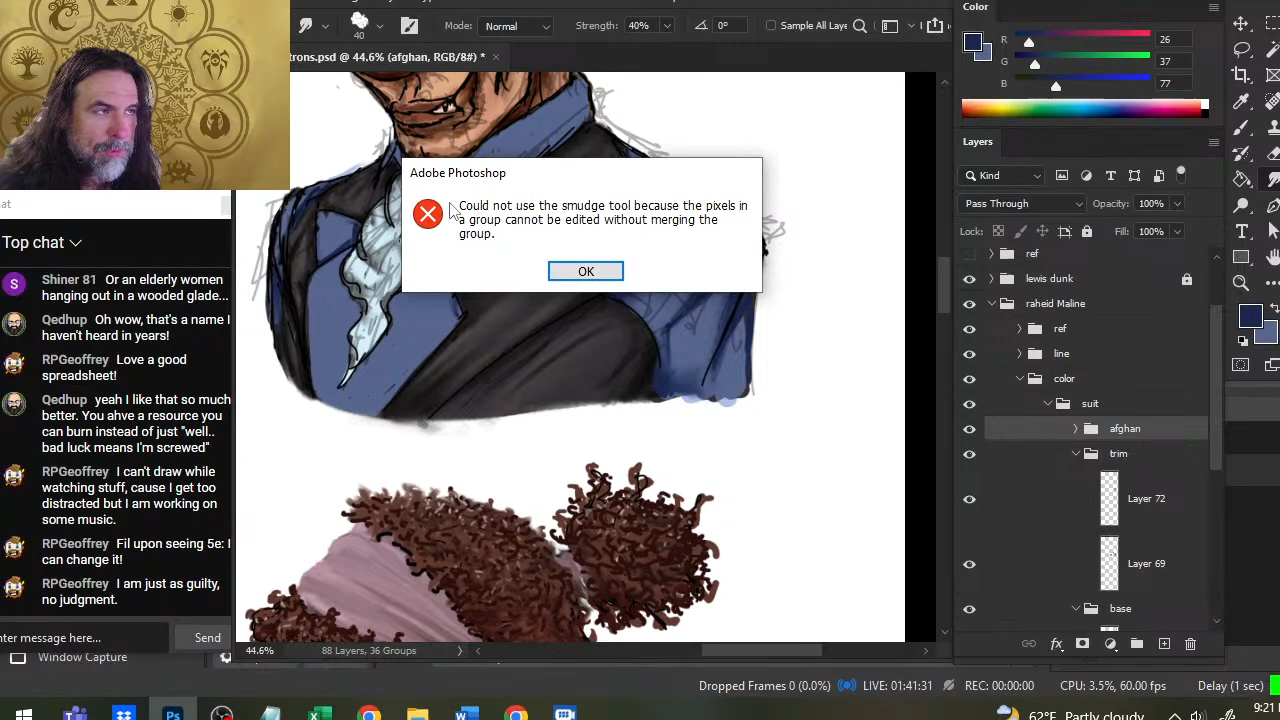 40
Mode:
Normal
Strength:
40%
0°
Sample All Laye
trons.psd @ 44.6% (afghan, RGB/8#) *
Color
R
26
G
37
B
77
Adobe Photoshop
Could not use the smudge tool because the pixels in
a group cannot be edited without merging the
group.
OK
Layers
Kind
Pass Through
Opacity:
100%
Lock:
Fill:
100%
ref
lewis dunk
raheid Maline
ref
line
color
suit
afghan
trim
Layer 72
Layer 69
base
at
Top chat
S
Shiner 81 Or an elderly women
hanging out in a wooded glade...
Qedhup Oh wow, that's a name I
haven't heard in years!
RPGeoffrey Love a good
spreadsheet!
Qedhup yeah I like that so much
better. You ahve a resource you
can burn instead of just "well..
bad luck means I'm screwed"
RPGeoffrey I can't draw while
watching stuff, cause I get too
distracted but I am working on
some music.
RPGeoffrey Fil upon seeing 5e: I
can change it!
RPGeoffrey I am just as guilty,
no judgment.
nter message here...
Send
44.6%
88 Layers, 36 Groups
Window Capture
Dropped Frames 0 (0.0%)
LIVE: 01:41:31
REC: 00:00:00
CPU: 3.5%, 60.00 fps
Delay (1 sec)
62°F Partly cloudy
9:21